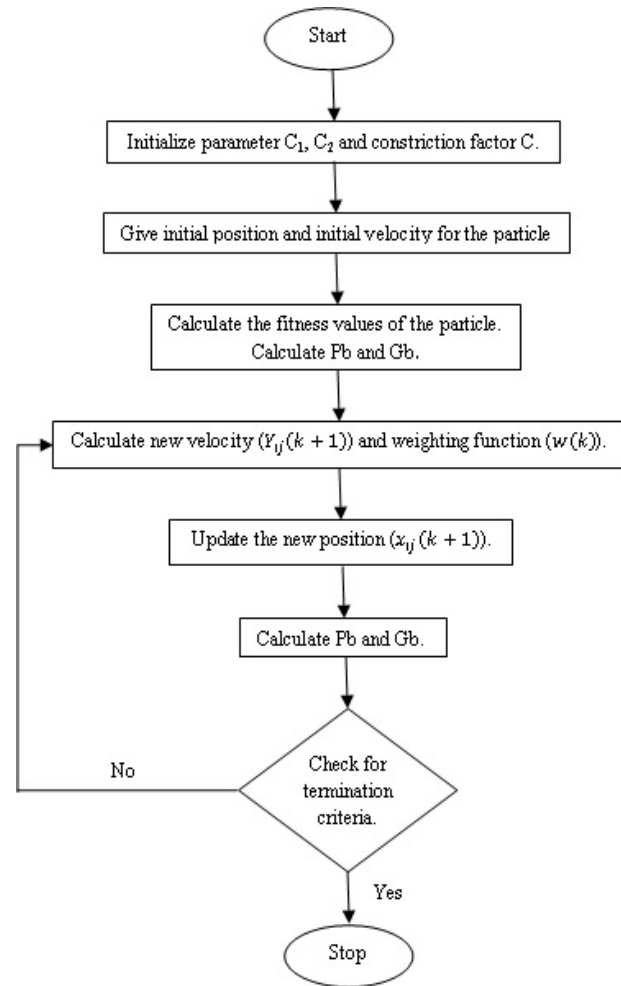 Start
Initialize parameter C₁, C₂ and constriction factor C.
Give initial position and initial velocity for the particle
Calculate the fitness values of the particle.
Calculate Pb and Gb.
Calculate new velocity (Y_ij(k + 1)) and weighting function (w(k)).
Update the new position (x_ij(k + 1)).
Calculate Pb and Gb.
Check for
termination
criteria.
No
Yes
Stop